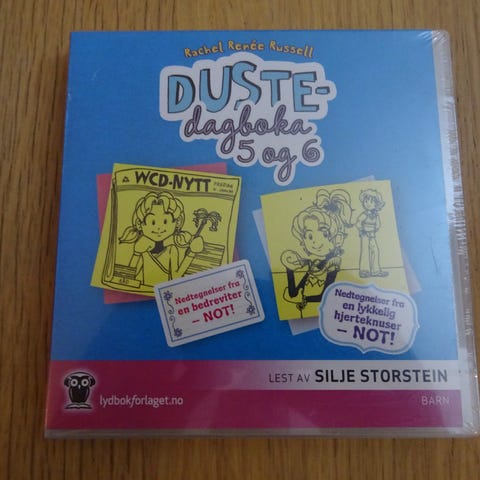 Rachel Renée Russell
DUSTE-
dagboka
5 og 6
WCD-NYTT
Nedtegnelser fra
en bedreviter
– NOT!
Nedtegnelser fra
en lykkelig
hjerteknuser
– NOT!
LEST AV SILJE STORSTEIN
lydbokforlaget.no
BARN